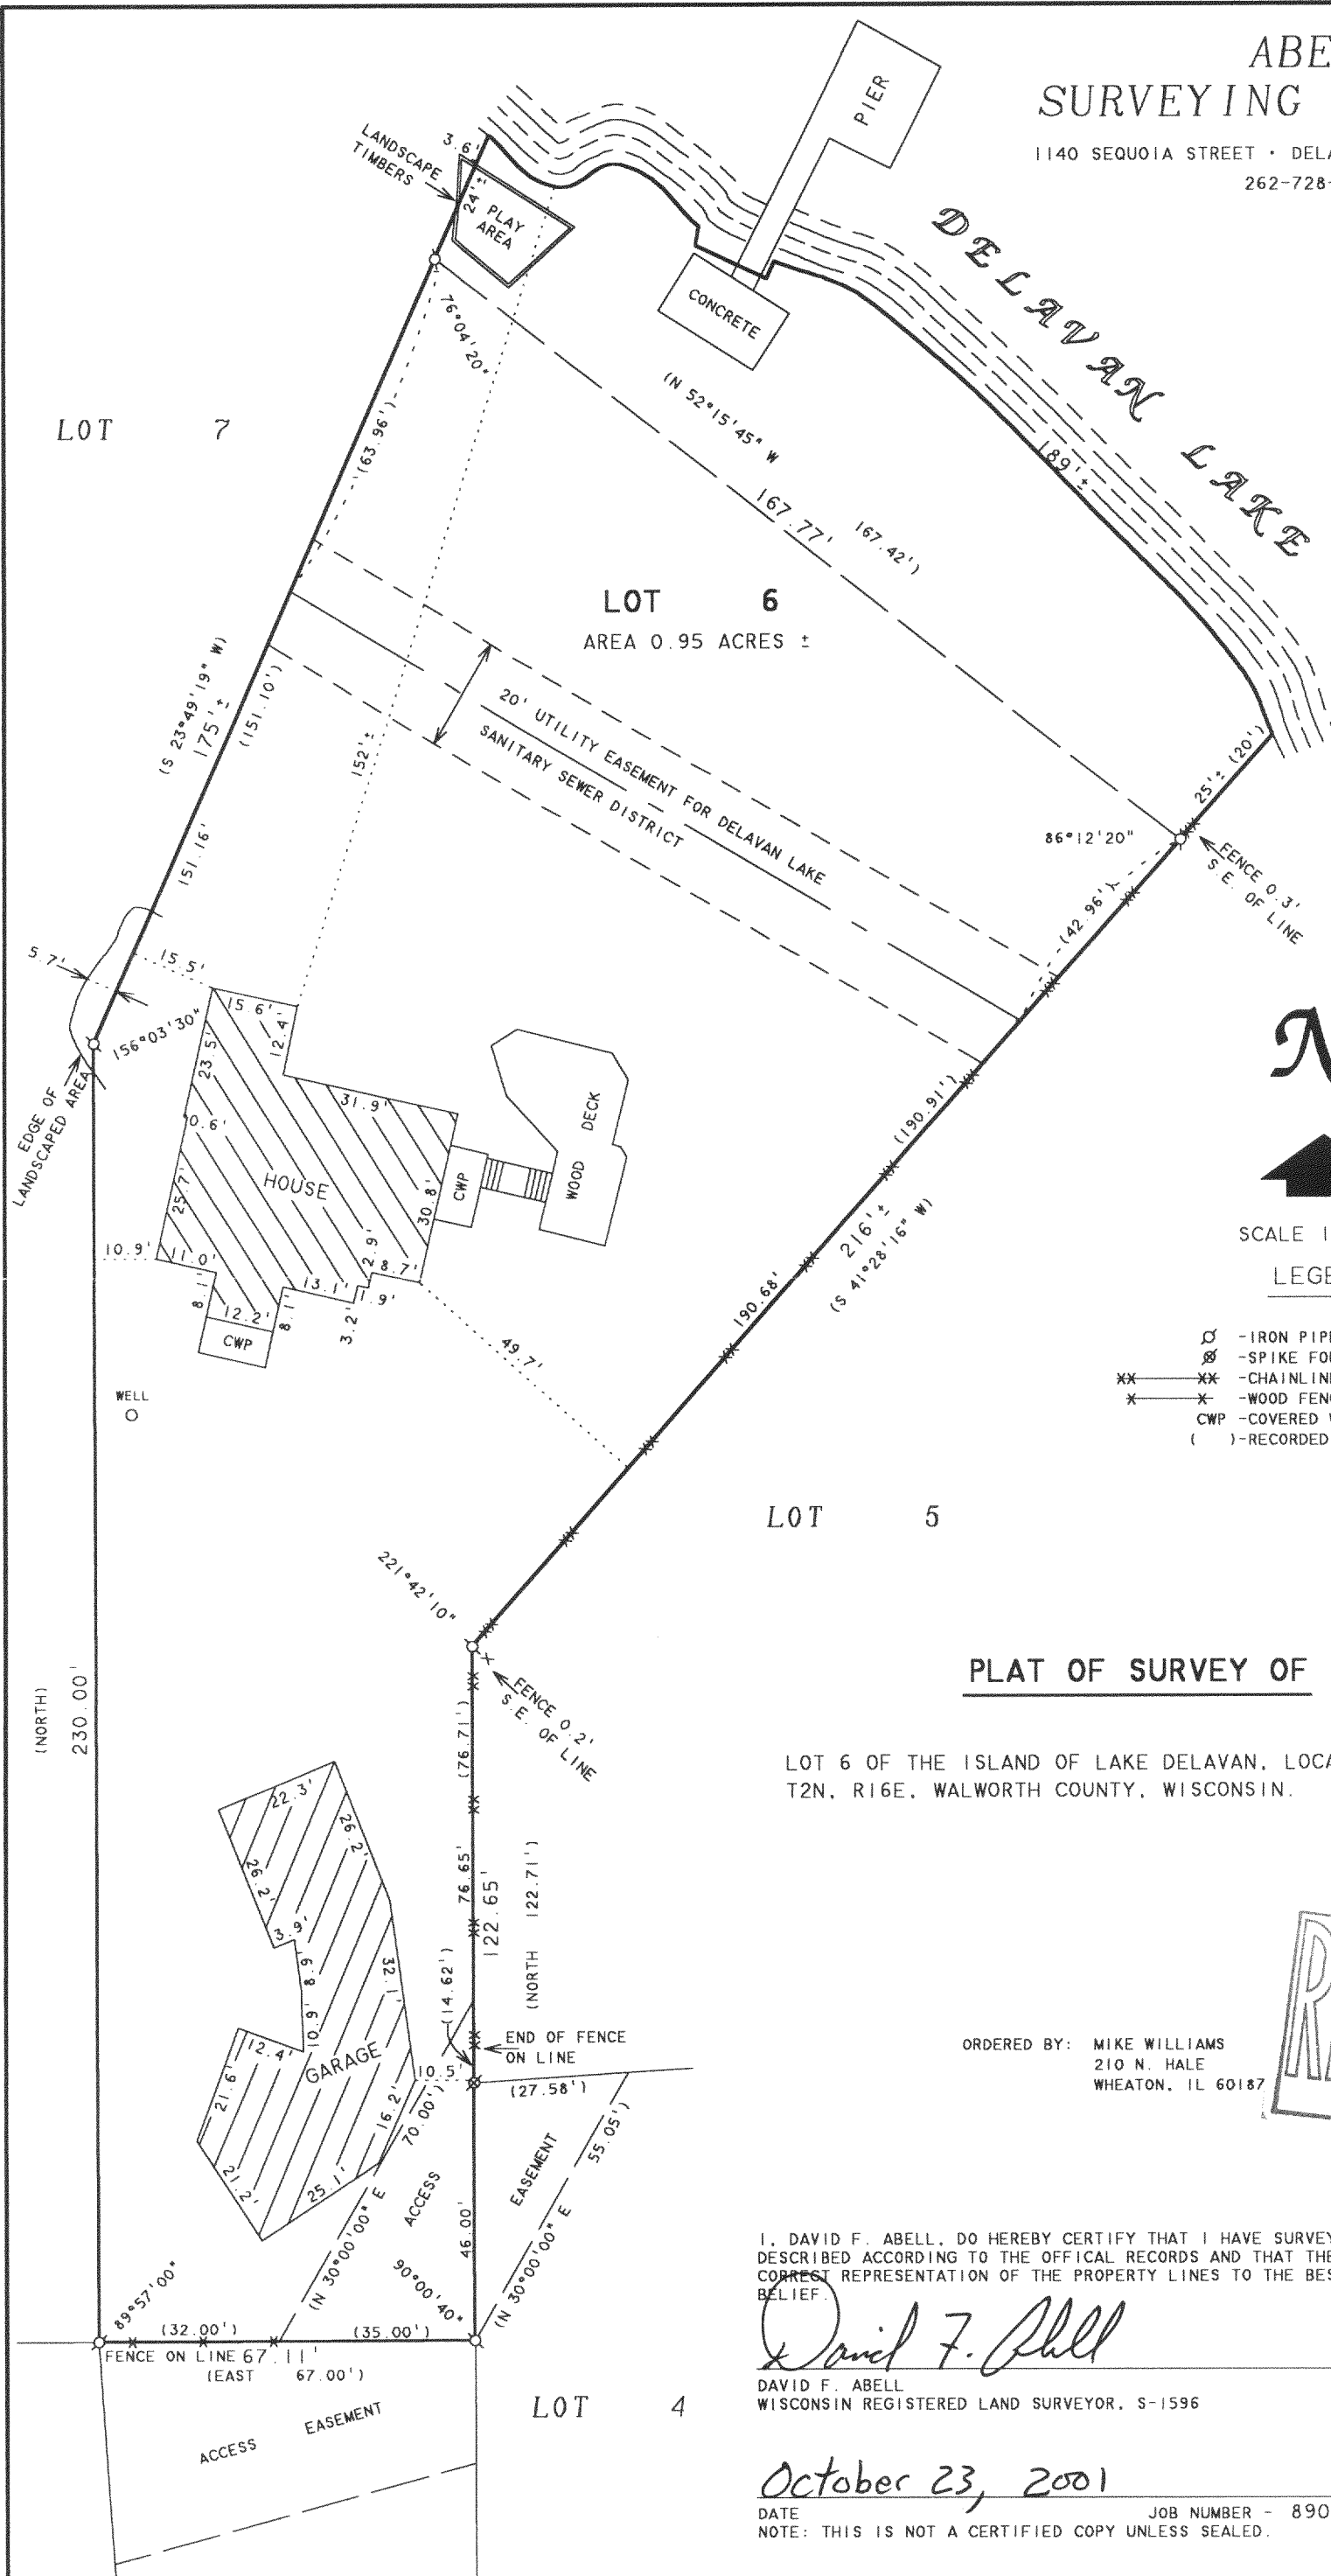 ABE
SURVEYING
1140 SEQUOIA STREET · DELA
262-728-
PIER
LANDSCAPE
TIMBERS
3.6'
24'±
PLAY
AREA
CONCRETE
DELAVAN LAKE
76°04'20"
(N 52°15'45" W
167.77'
167.42')
189'±
LOT 7
(63.96')
LOT 6
AREA 0.95 ACRES ±
(S 23°49'19" W)
175'±
(151.10')
152'±
151.16'
20' UTILITY EASEMENT FOR DELAVAN LAKE
SANITARY SEWER DISTRICT
25'± (20')
86°12'20"
FENCE 0.3'
S.E. OF LINE
(42.96')
(190.91')
216'±
(S 41°28'16" W)
190.68'
5.7'
15.5'
156°03'30"
EDGE OF
LANDSCAPED AREA
15.6'
12.4'
23.5'
31.9'
0.6'
HOUSE
25.7'
30.8'
CWP
WOOD DECK
10.9'
11.0'
2.9'
8.7'
8.1'
13.1'
1.9'
12.2'
8.1'
3.2'
CWP
49.7'
WELL
SCALE 1
LEGE
-IRON PIPE
-SPIKE FOU
XX XX -CHAINLIN
X X -WOOD FEN
CWP -COVERED
( )-RECORDED
LOT 5
221°42'10"
FENCE 0.2'
S.E. OF LINE
PLAT OF SURVEY OF
LOT 6 OF THE ISLAND OF LAKE DELAVAN, LOCA
T2N, R16E, WALWORTH COUNTY, WISCONSIN.
(NORTH)
230.00'
(76.71')
76.65'
122.65'
(NORTH 122.71')
(14.62')
22.3'
26.2'
26.2'
3.9'
8.6'
32.1'
10.9'
12.4'
GARAGE
21.6'
16.2'
21.2'
25.1'
10.5'
END OF FENCE
ON LINE
(27.58')
70.00')
(N 30°00'00" E
ACCESS
EASEMENT
46.00'
55.05')
(N 30°00'00" E
90°00'40"
89°57'00"
(32.00')
(35.00')
FENCE ON LINE 67.11'
(EAST 67.00')
ACCESS EASEMENT
LOT 4
ORDERED BY: MIKE WILLIAMS
210 N. HALE
WHEATON, IL 60187
I, DAVID F. ABELL, DO HEREBY CERTIFY THAT I HAVE SURVEY
DESCRIBED ACCORDING TO THE OFFICAL RECORDS AND THAT THE
CORRECT REPRESENTATION OF THE PROPERTY LINES TO THE BES
BELIEF.
David F. Abell
DAVID F. ABELL
WISCONSIN REGISTERED LAND SURVEYOR, S-1596
October 23, 2001
DATE JOB NUMBER - 890
NOTE: THIS IS NOT A CERTIFIED COPY UNLESS SEALED.